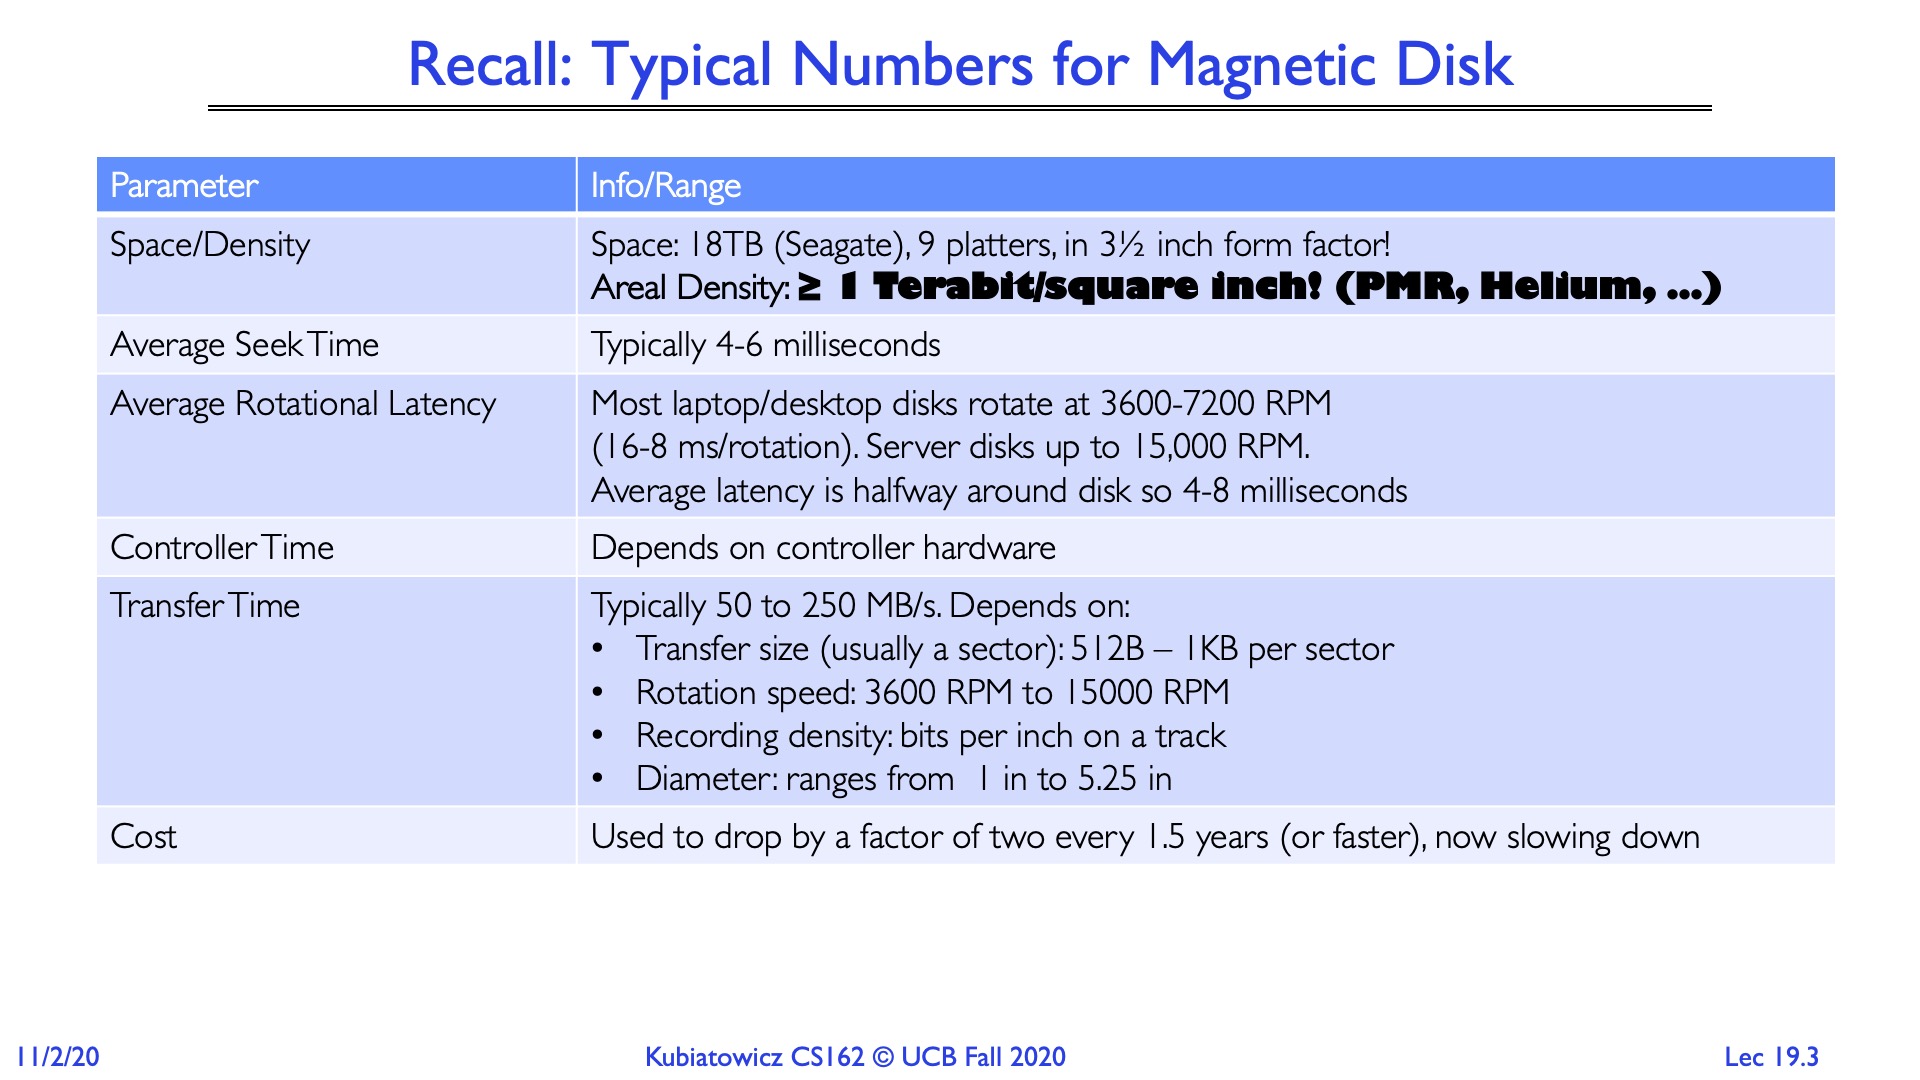 Recall: Typical Numbers for Magnetic Disk
Parameter
Info/Range
Space/Density
Space: 18TB (Seagate), 9 platters, in 3½ inch form factor!
Areal Density: ≥ 1 Terabit/square inch! (PMR, Helium, ...)
Average Seek Time
Typically 4-6 milliseconds
Average Rotational Latency
Most laptop/desktop disks rotate at 3600-7200 RPM
(16-8 ms/rotation). Server disks up to 15,000 RPM.
Average latency is halfway around disk so 4-8 milliseconds
Controller Time
Depends on controller hardware
Transfer Time
Typically 50 to 250 MB/s. Depends on:
• Transfer size (usually a sector): 512B – 1KB per sector
• Rotation speed: 3600 RPM to 15000 RPM
• Recording density: bits per inch on a track
• Diameter: ranges from 1 in to 5.25 in
Cost
Used to drop by a factor of two every 1.5 years (or faster), now slowing down
11/2/20
Kubiatowicz CS162 © UCB Fall 2020
Lec 19.3